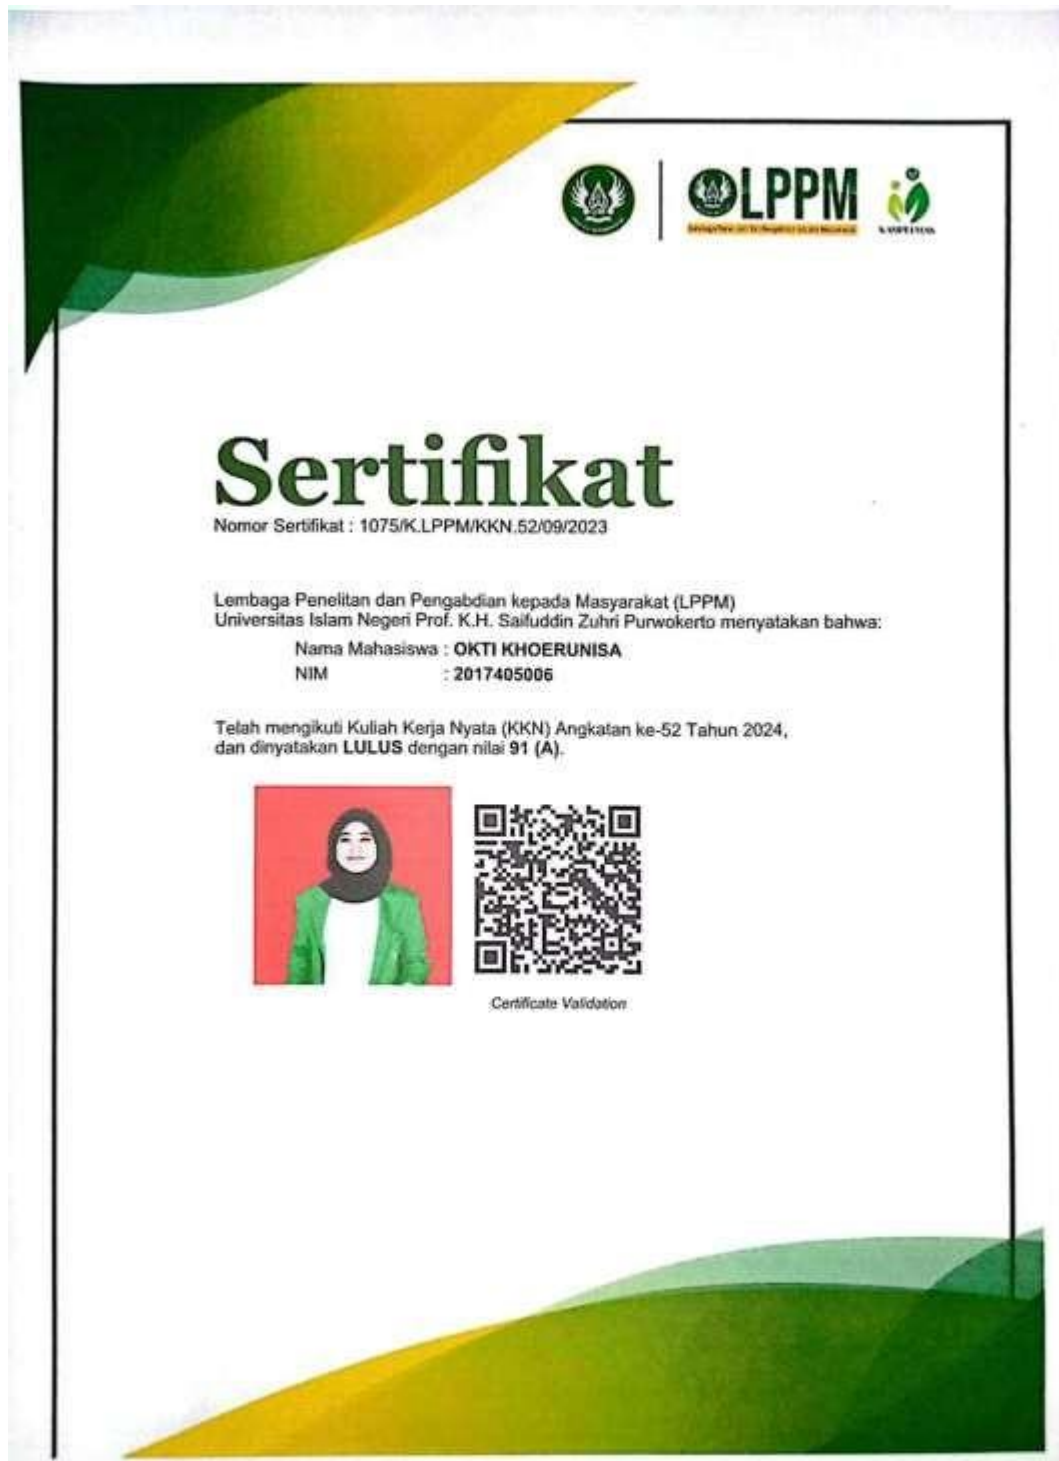 LPPM
Sertifikat
Nomor Sertifikat : 1075/K.LPPM/KKN.52/09/2023
Lembaga Penelitan dan Pengabdian kepada Masyarakat (LPPM)
Universitas Islam Negeri Prof. K.H. Saifuddin Zuhri Purwokerto menyatakan bahwa:
Nama Mahasiswa : OKTI KHOERUNISA
NIM : 2017405006
Telah mengikuti Kuliah Kerja Nyata (KKN) Angkatan ke-52 Tahun 2024,
dan dinyatakan LULUS dengan nilai 91 (A).
Certificate Validation